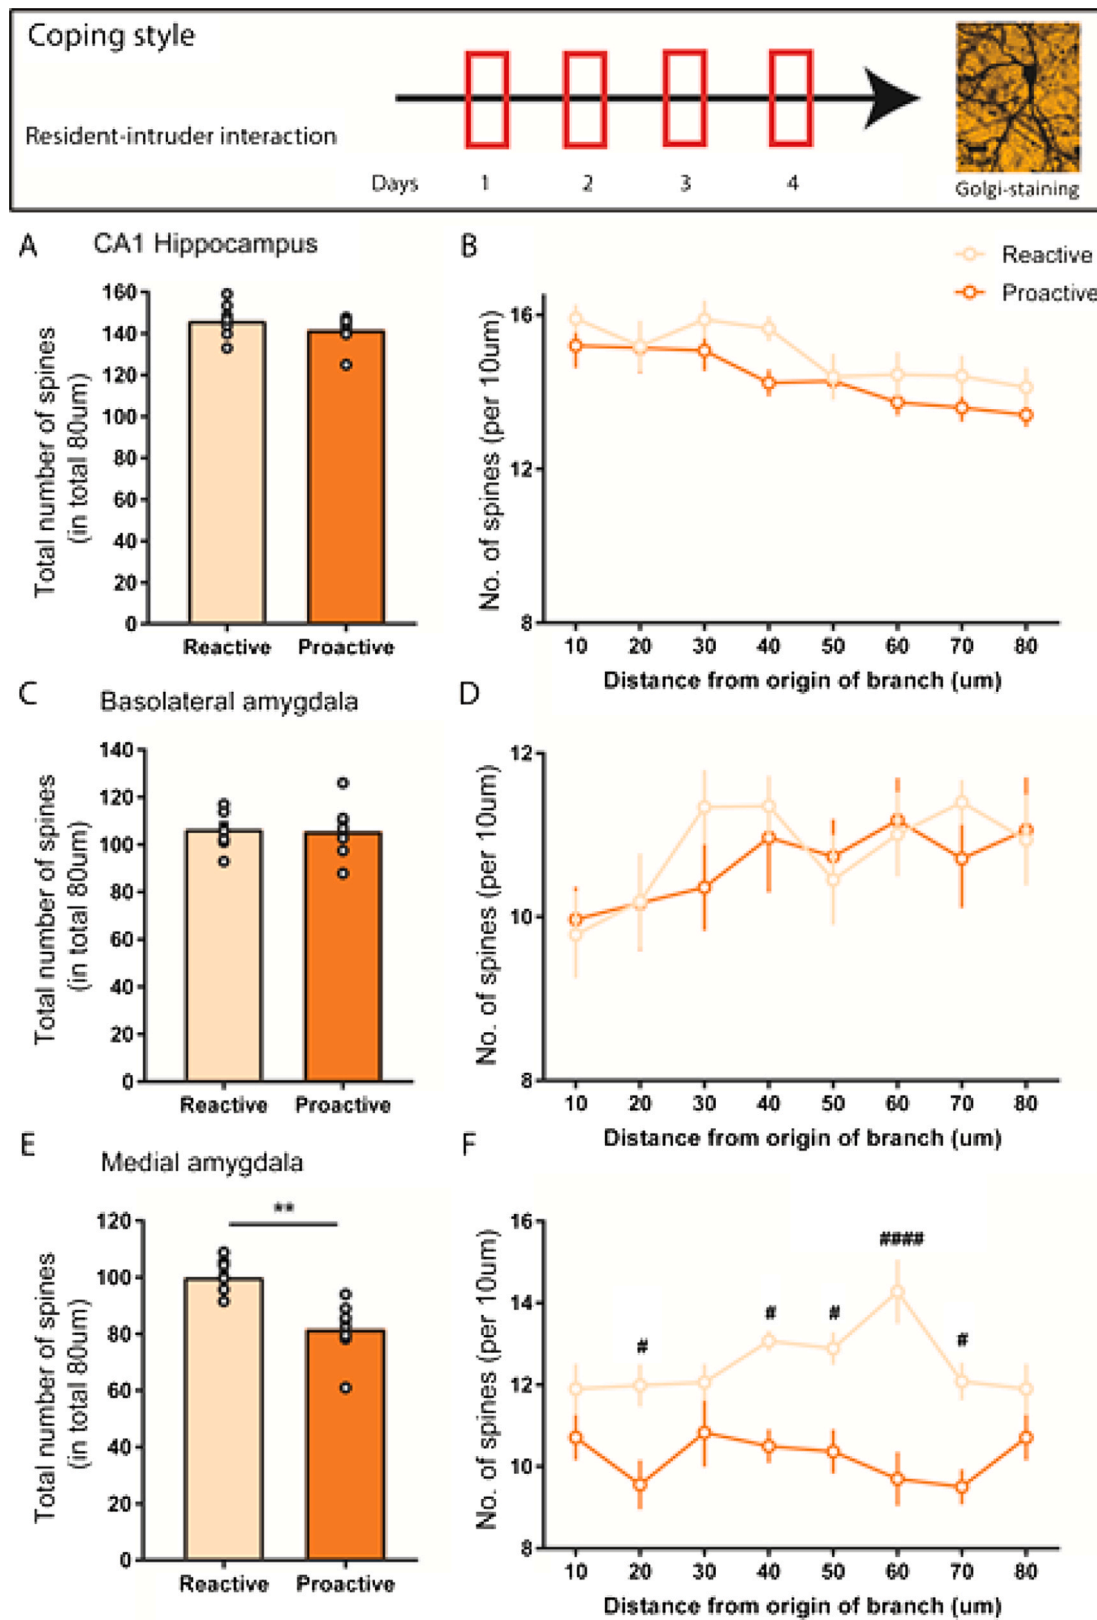 Coping style
Resident-intruder interaction
Days 1 2 3 4
Golgi-staining
A CA1 Hippocampus
Total number of spines
(in total 80um)
160
140
120
100
80
60
40
20
0
Reactive Proactive
B
Reactive
Proactive
No. of spines (per 10um)
16
12
8
10 20 30 40 50 60 70 80
Distance from origin of branch (um)
C Basolateral amygdala
Total number of spines
(in total 80um)
140
120
100
80
60
40
20
0
Reactive Proactive
D
No. of spines (per 10um)
12
10
8
10 20 30 40 50 60 70 80
Distance from origin of branch (um)
E Medial amygdala
Total number of spines
(in total 80um)
120
100
80
60
40
20
0
**
Reactive Proactive
F
No. of spines (per 10um)
16
14
12
10
8
# # # #### #
10 20 30 40 50 60 70 80
Distance from origin of branch (um)